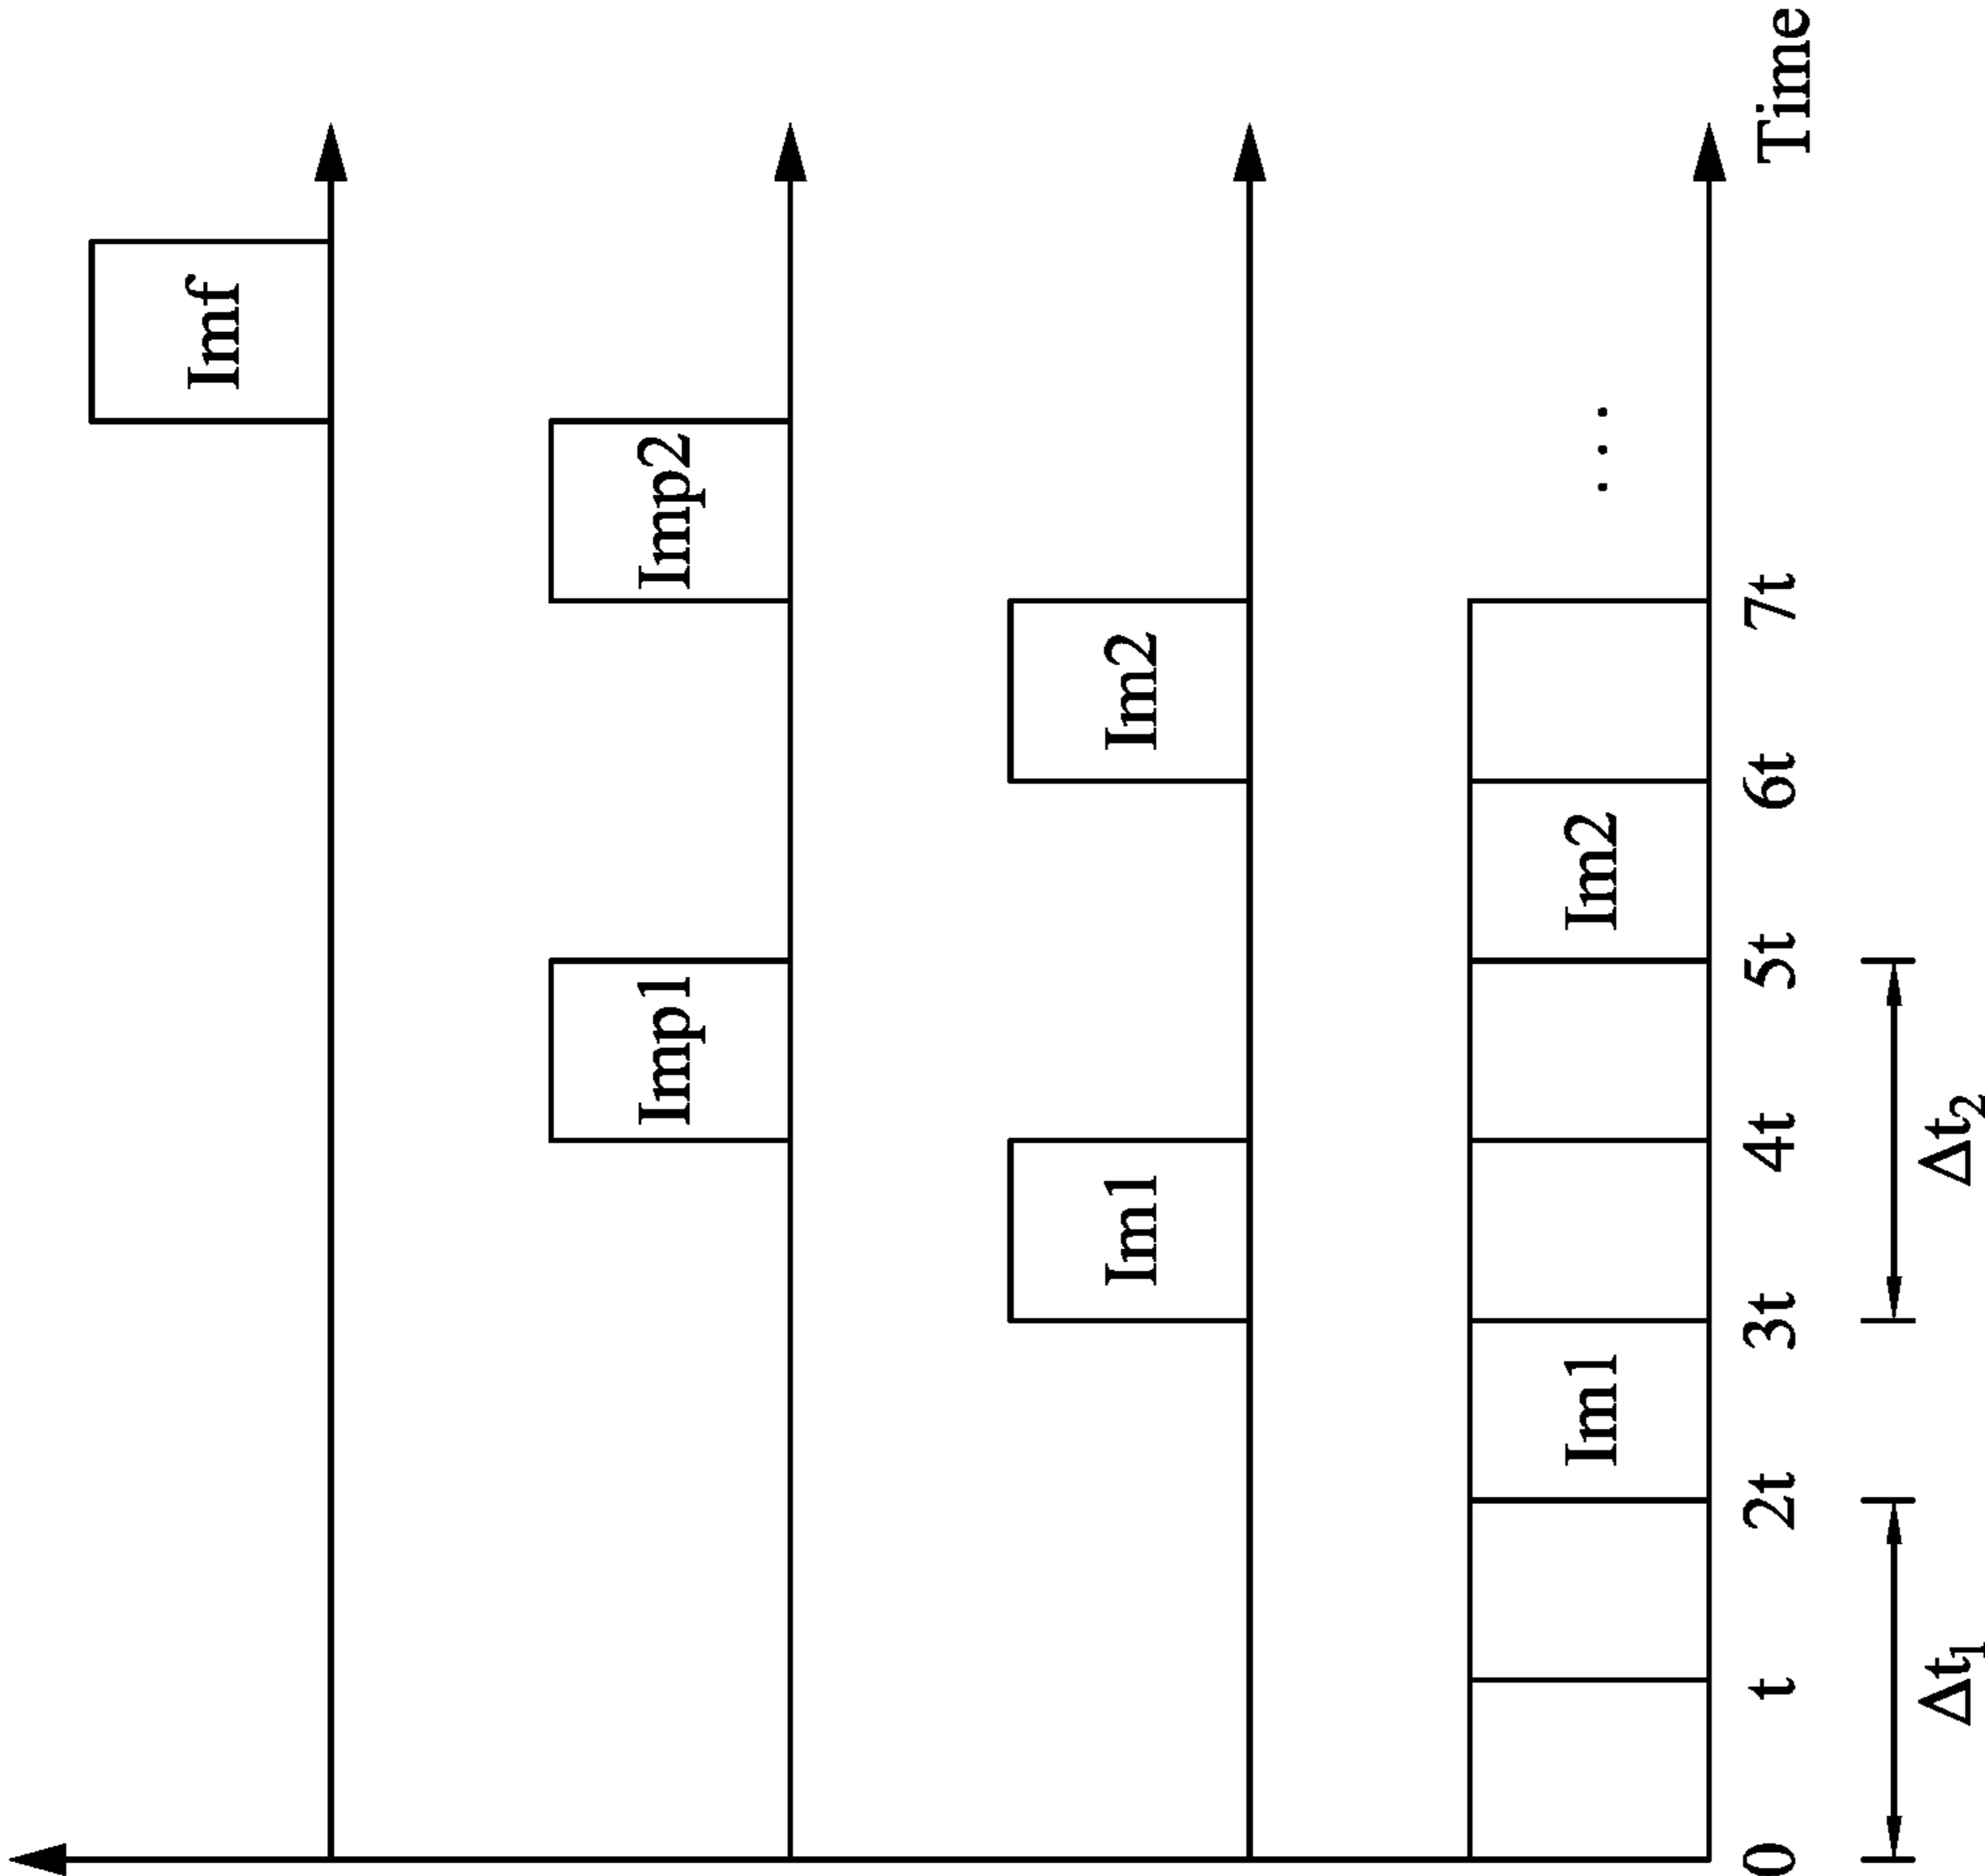 Imf
Imp1
Imp2
Im1
Im2
Im1
Im2
...
0 t 2t 3t 4t 5t 6t 7t
Time
Δt₁
Δt₂